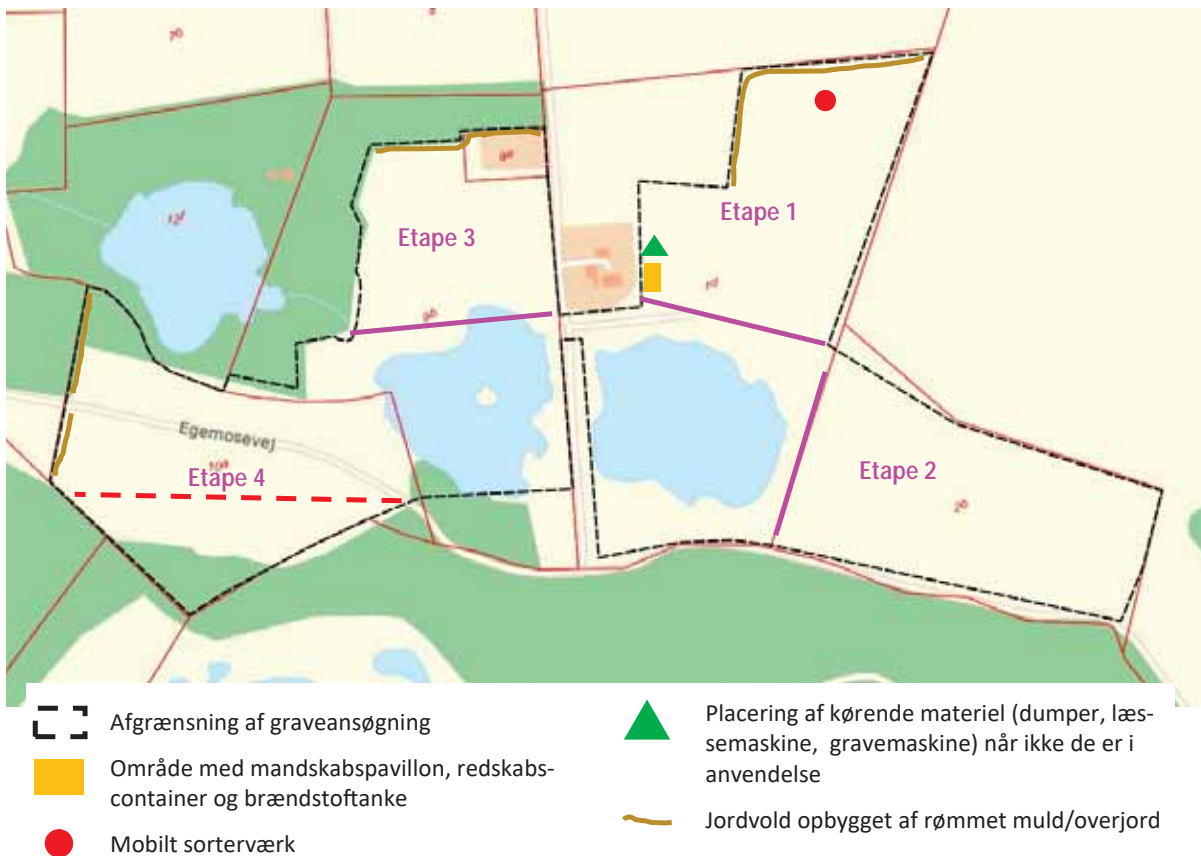 Etape 1
Etape 3
Egemosevej
Etape 4
Etape 2
Afgrænsning af graveansøgning
Område med mandskabspavillon, redskabs-
container og brændstoftanke
Mobilt sorterværk
Placering af kørende materiel (dumper, læs-
semaskine, gravemaskine) når ikke de er i
anvendelse
Jordvold opbygget af rømmet muld/overjord